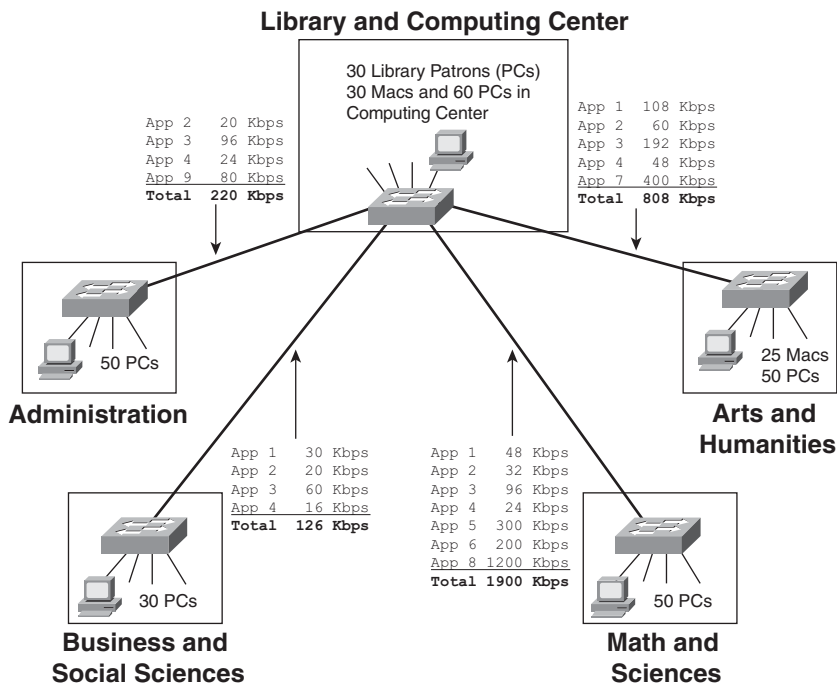 Library and Computing Center
30 Library Patrons (PCs)
30 Macs and 60 PCs in
Computing Center
App 2 20 Kbps
App 3 96 Kbps
App 4 24 Kbps
App 9 80 Kbps
Total 220 Kbps
App 1 108 Kbps
App 2 60 Kbps
App 3 192 Kbps
App 4 48 Kbps
App 7 400 Kbps
Total 808 Kbps
50 PCs
Administration
25 Macs
50 PCs
Arts and
Humanities
App 1 30 Kbps
App 2 20 Kbps
App 3 60 Kbps
App 4 16 Kbps
Total 126 Kbps
App 1 48 Kbps
App 2 32 Kbps
App 3 96 Kbps
App 4 24 Kbps
App 5 300 Kbps
App 6 200 Kbps
App 8 1200 Kbps
Total 1900 Kbps
30 PCs
Business and
Social Sciences
50 PCs
Math and
Sciences